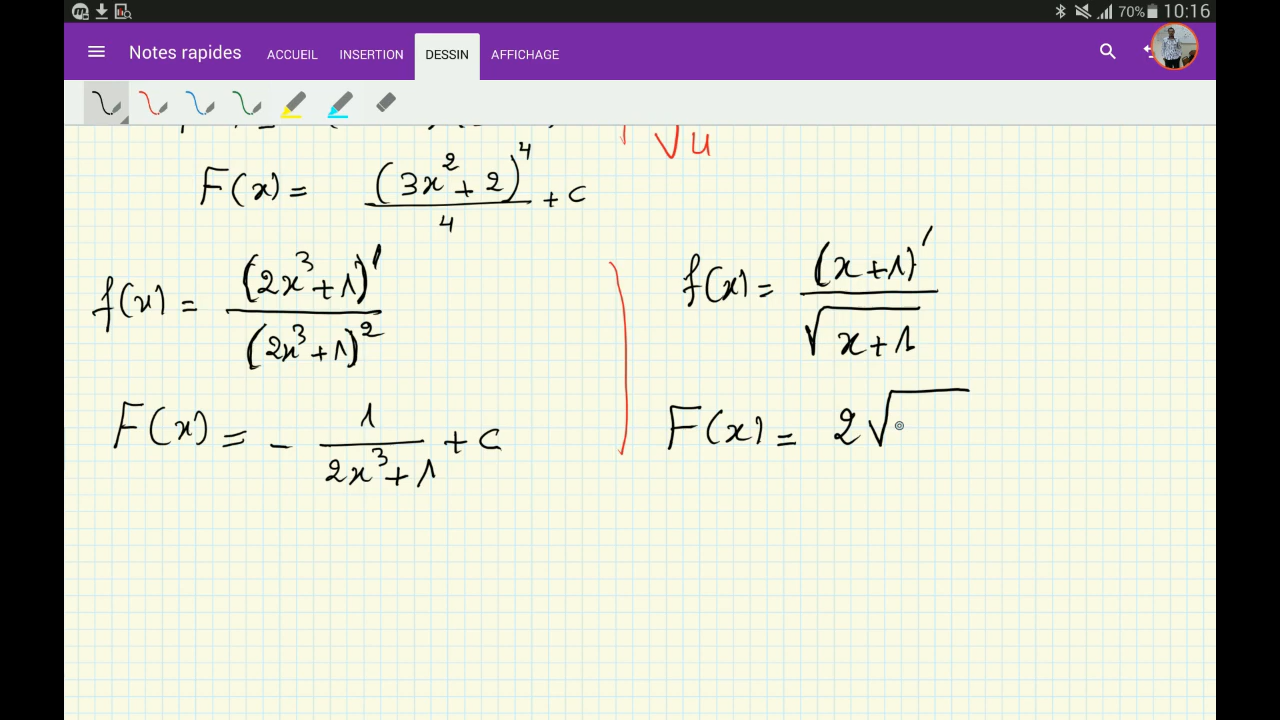 70% 10:16
Notes rapides ACCUEIL INSERTION DESSIN AFFICHAGE
√u
F(x) = (3x²+2)⁴/4 + c
f(x) = (2x³+1)'/(2x³+1)²
F(x) = - 1/(2x³+1) + c
f(x) = (x+1)'/√(x+1)
F(x) = 2√